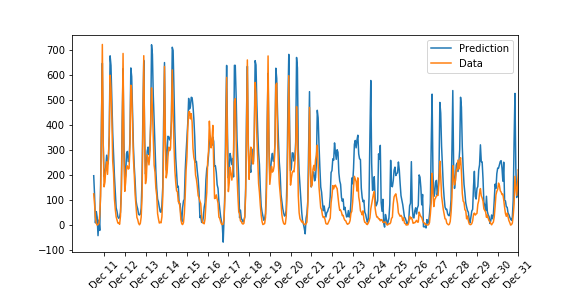 700
600
500
400
300
200
100
0
−100
Prediction
Data
Dec 11
Dec 12
Dec 13
Dec 14
Dec 15
Dec 16
Dec 17
Dec 18
Dec 19
Dec 20
Dec 21
Dec 22
Dec 23
Dec 24
Dec 25
Dec 26
Dec 27
Dec 28
Dec 29
Dec 30
Dec 31